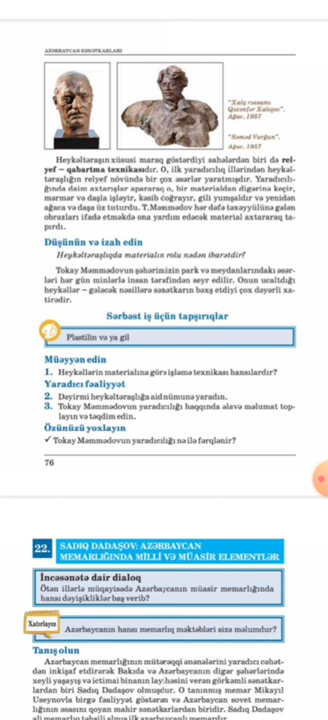 AZƏRBAYCAN SƏNƏTKARLARI
"Xalq rəssamı
Qəzənfər Xalıqov".
Ağac, 1957
"Səməd Vurğun".
Ağac, 1957
Heykəltəraşın xüsusi maraq göstərdiyi sahələrdən biri də rel-
yef – qabartma texnikasıdır. O, ilk yaradıcılıq illərindən heykəl-
təraşlığın relyef növündə bir çox əsərlər yaratmışdır. Yaradıcılı-
ğında daim axtarışlar apararaq o, bir materialdan digərinə keçir,
mərmər və daşla işləyir, kəsib doğrayır, gili yumşaldır və yenidən
ağaca və daşa üz tuturdu. T.Məmmədov hər dəfə təxəyyülünə gələn
obrazları ifadə etməkdə ona yardım edəcək material axtararaq ta-
pırdı.
Düşünün və izah edin
Heykəltəraşlıqda materialın rolu nədən ibarətdir?
Tokay Məmmədovun şəhərimizin park və meydanlarındakı əsər-
ləri hər gün minlərlə insan tərəfindən seyr edilir. Onun ucaltdığı
heykəllər – gələcək nəsillərə sənətkarın bəxş etdiyi çox dəyərli xə-
tirədir.
Sərbəst iş üçün tapşırıqlar
Plastilin və ya gil
Müəyyən edin
1. Heykəllərin materialına görə işləmə texnikası hansılardır?
Yaradıcı fəaliyyət
2. Dəyirmi heykəltəraşlığa aid nümunə yaradın.
3. Tokay Məmmədovun yaradıcılığı haqqında əlavə məlumat top-
layın və təqdim edin.
Özünüzü yoxlayın
✓ Tokay Məmmədovun yaradıcılığı nə ilə fərqlənir?
76
22.
SADIQ DADAŞOV: AZƏRBAYCAN
MEMARLIĞINDA MİLLİ VƏ MÜASİR ELEMENTLƏR
İncəsənətə dair dialoq
Ötən illərlə müqayisədə Azərbaycanın müasir memarlığında
hansı dəyişikliklər baş verib?
Xatırlayın
Azərbaycanın hansı memarlıq məktəbləri sizə məlumdur?
Tanış olun
Azərbaycan memarlığının mütərəqqi ənənələrini yaradıcı cəhət-
dən inkişaf etdirərək Bakıda və Azərbaycanın digər şəhərlərində
xeyli yaşayış və ictimai binanın layihəsini verən görkəmli sənətkar-
lardan biri Sadıq Dadaşov olmuşdur. O tanınmış memar Mikayıl
Useynovla birgə fəaliyyət göstərən və Azərbaycan sovet memar-
lığının əsasını qoyan mahir sənətkarlardan biridir. Sadıq Dadaşov
ali memarlıq təhsili almış ilk azərbaycanlı memardır.